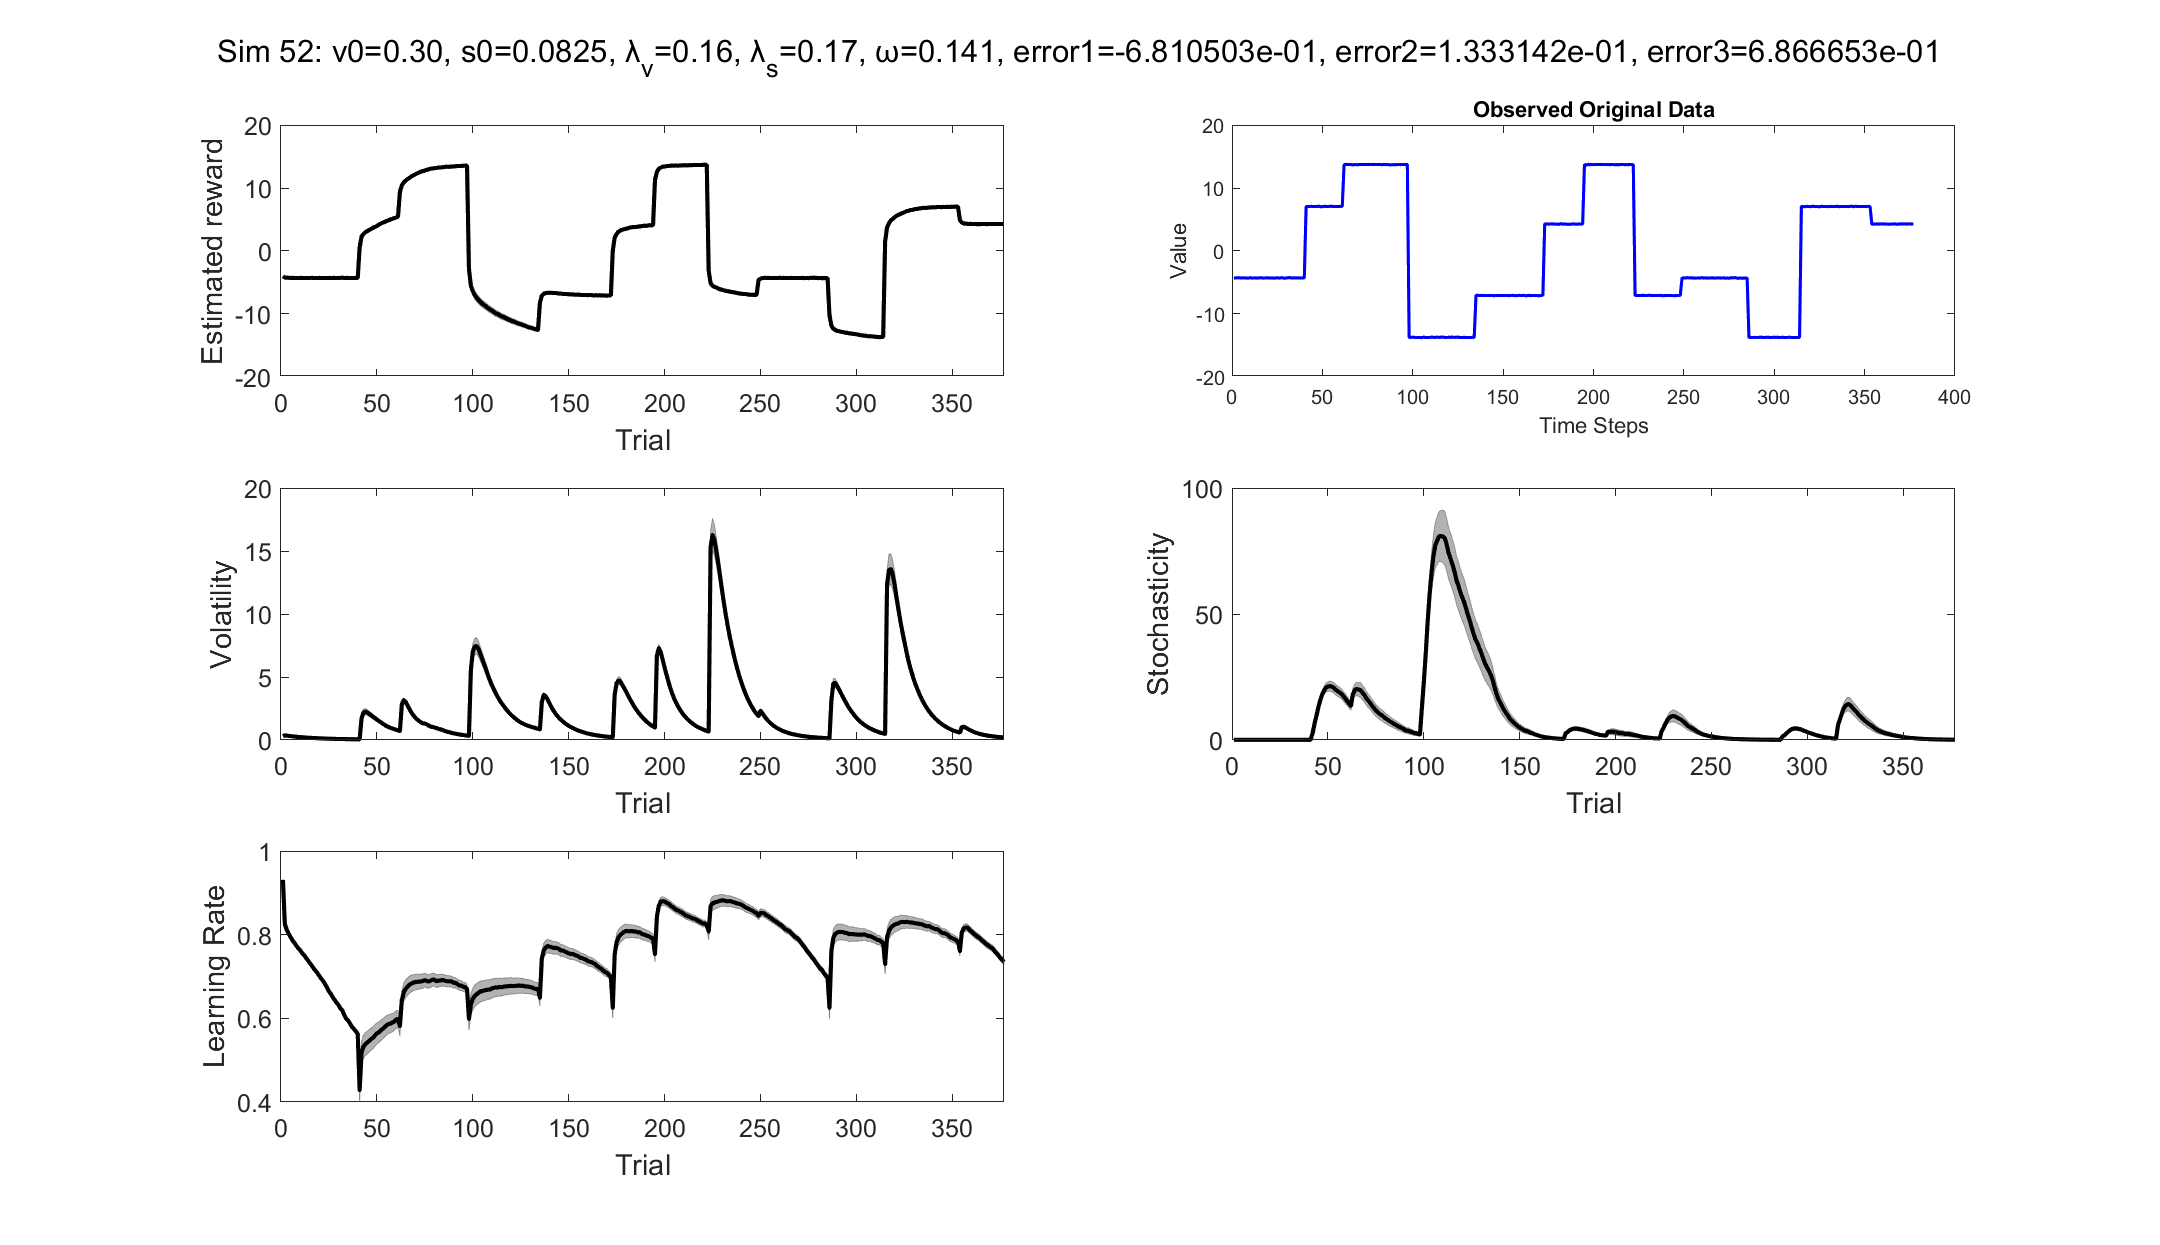 Sim 52: v0=0.30, s0=0.0825, λv=0.16, λs=0.17, ω=0.141, error1=-6.810503e-01, error2=1.333142e-01, error3=6.866653e-01
Estimated reward
20
10
0
-10
-20
0 50 100 150 200 250 300 350
Trial
Observed Original Data
Value
20
10
0
-10
-20
0 50 100 150 200 250 300 350 400
Time Steps
Volatility
20
15
10
5
0
0 50 100 150 200 250 300 350
Trial
Stochasticity
100
50
0
0 50 100 150 200 250 300 350
Trial
Learning Rate
1
0.8
0.6
0.4
0 50 100 150 200 250 300 350
Trial